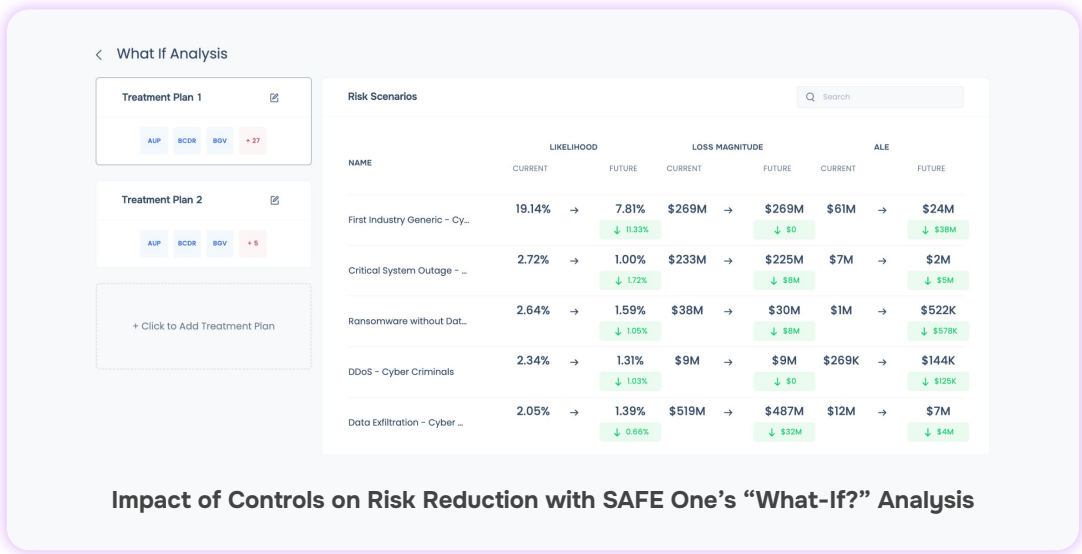 What If Analysis
Treatment Plan 1
AUP BCDR BGV + 27
Treatment Plan 2
AUP BCDR BGV + 5
+ Click to Add Treatment Plan
Risk Scenarios
Search
LIKELIHOOD LOSS MAGNITUDE ALE
NAME
CURRENT FUTURE CURRENT FUTURE CURRENT FUTURE
First Industry Generic - Cy...
19.14% → 7.81% $269M → $269M $61M → $24M
↓ 11.33% ↓ $0 ↓ $38M
Critical System Outage - ...
2.72% → 1.00% $233M → $225M $7M → $2M
↓ 1.72% ↓ $8M ↓ $5M
Ransomware without Dat...
2.64% → 1.59% $38M → $30M $1M → $522K
↓ 1.05% ↓ $8M ↓ $578K
DDoS - Cyber Criminals
2.34% → 1.31% $9M → $9M $269K → $144K
↓ 1.03% ↓ $0 ↓ $125K
Data Exfiltration - Cyber ...
2.05% → 1.39% $519M → $487M $12M → $7M
↓ 0.66% ↓ $32M ↓ $4M
Impact of Controls on Risk Reduction with SAFE One’s “What-If?” Analysis